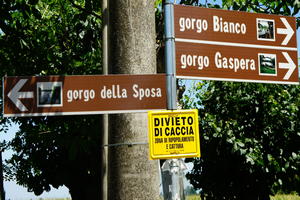 gorgo Bianco
gorgo Gaspera
gorgo della Sposa
DIVIETO
DI CACCIA
ZONA DI RIPOPOLAMENTO
E CATTURA